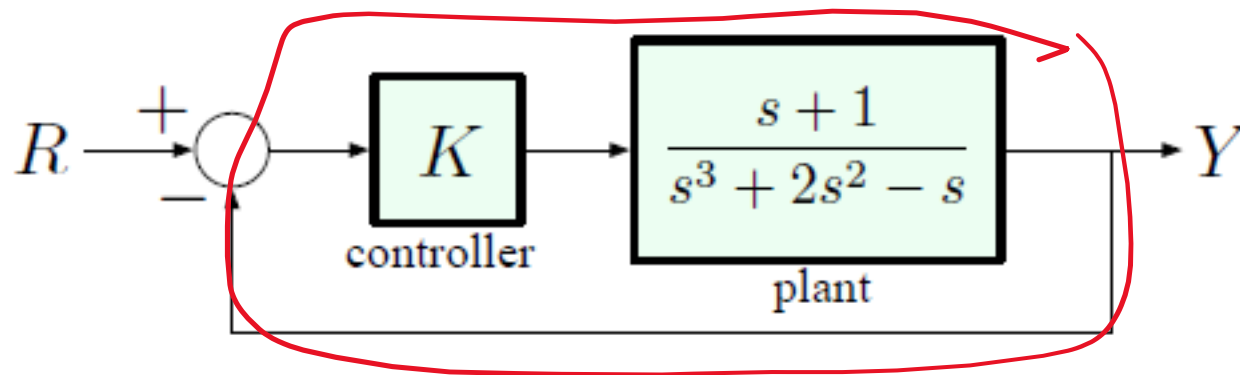 +
R
−
K
s + 1
s³ + 2s² − s
Y
controller
plant